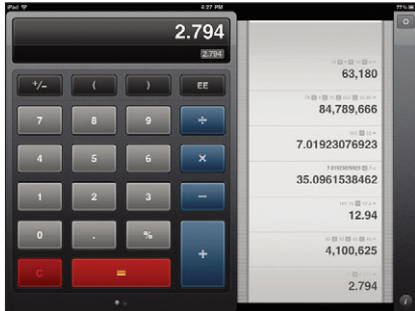 iPad 4:27 PM 77%
2.794
2.794
+/− ( ) EE
7 8 9 ÷
4 5 6 ×
1 2 3 −
0 . % +
C =
63,180
84,789,666
7.01923076923
35.0961538462
12.94
4,100,625
2.794